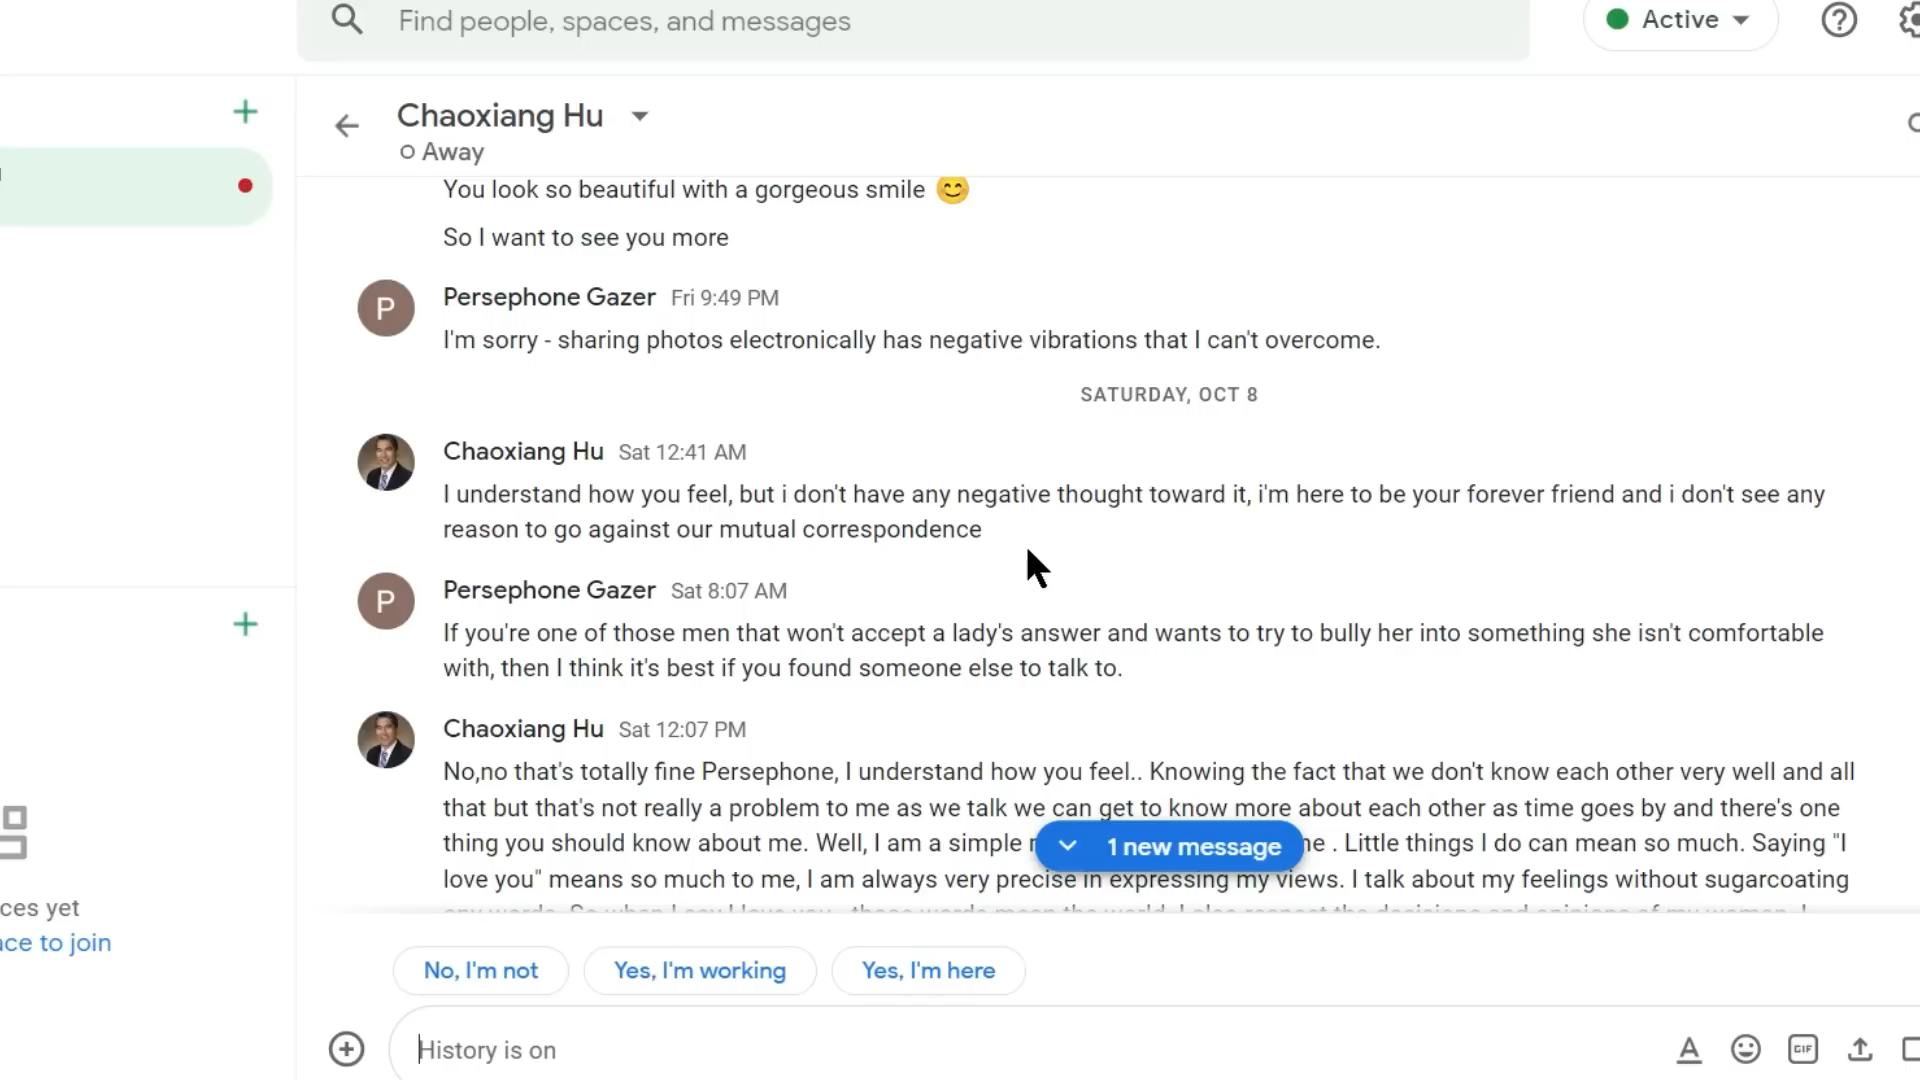 Find people, spaces, and messages
Active
Chaoxiang Hu
Away
You look so beautiful with a gorgeous smile 😊
So I want to see you more
P
Persephone Gazer Fri 9:49 PM
I'm sorry - sharing photos electronically has negative vibrations that I can't overcome.
SATURDAY, OCT 8
Chaoxiang Hu Sat 12:41 AM
I understand how you feel, but i don't have any negative thought toward it, i'm here to be your forever friend and i don't see any
reason to go against our mutual correspondence
P
Persephone Gazer Sat 8:07 AM
If you're one of those men that won't accept a lady's answer and wants to try to bully her into something she isn't comfortable
with, then I think it's best if you found someone else to talk to.
Chaoxiang Hu Sat 12:07 PM
No,no that's totally fine Persephone, I understand how you feel.. Knowing the fact that we don't know each other very well and all
that but that's not really a problem to me as we talk we can get to know more about each other as time goes by and there's one
thing you should know about me. Well, I am a simple
1 new message
. Little things I do can mean so much. Saying "I
love you" means so much to me, I am always very precise in expressing my views. I talk about my feelings without sugarcoating
ces yet
ace to join
No, I'm not
Yes, I'm working
Yes, I'm here
History is on
GIF